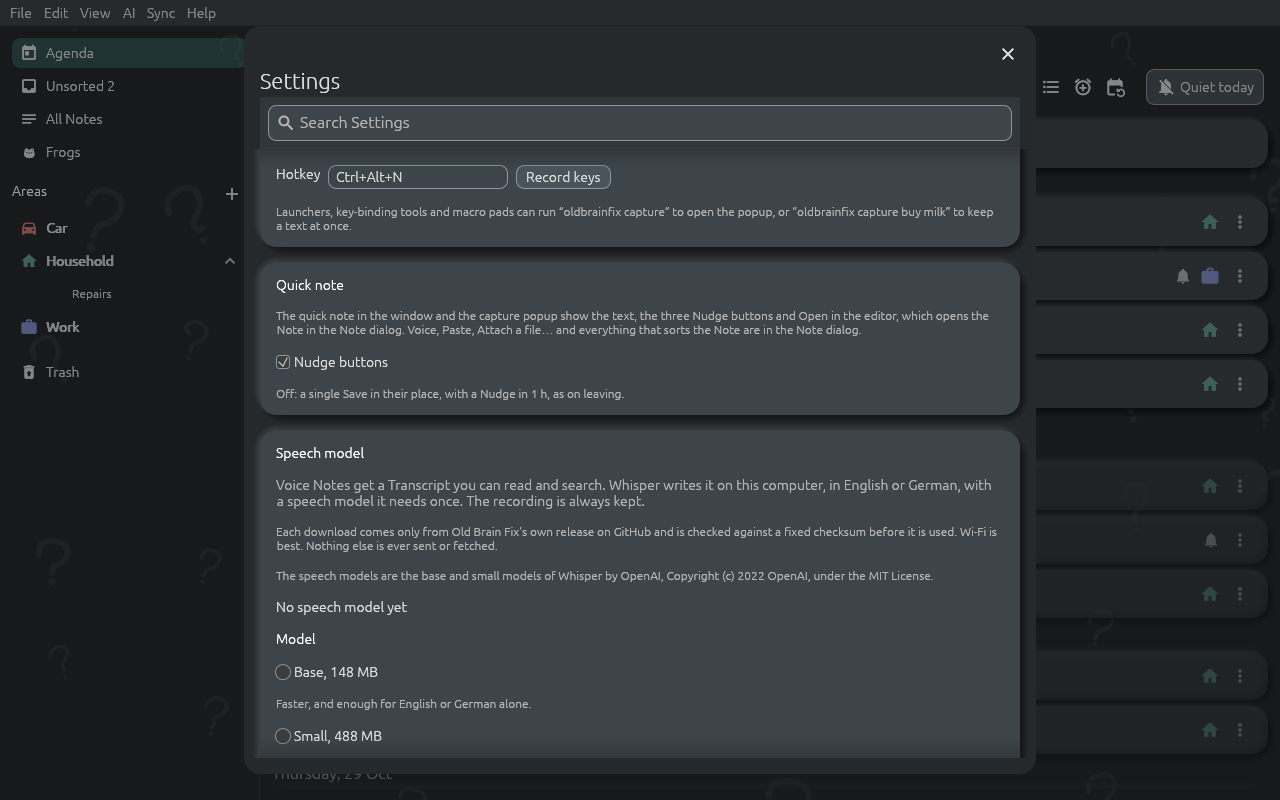 File Edit View AI Sync Help
Agenda
Unsorted 2
All Notes
Frogs
Areas
Car
Household
Repairs
Work
Trash
Quiet today
Settings
Search Settings
Hotkey Ctrl+Alt+N Record keys
Launchers, key-binding tools and macro pads can run “oldbrainfix capture” to open the popup, or “oldbrainfix capture buy milk” to keep
a text at once.
Quick note
The quick note in the window and the capture popup show the text, the three Nudge buttons and Open in the editor, which opens the
Note in the Note dialog. Voice, Paste, Attach a file… and everything that sorts the Note are in the Note dialog.
Nudge buttons
Off: a single Save in their place, with a Nudge in 1 h, as on leaving.
Speech model
Voice Notes get a Transcript you can read and search. Whisper writes it on this computer, in English or German, with
a speech model it needs once. The recording is always kept.
Each download comes only from Old Brain Fix's own release on GitHub and is checked against a fixed checksum before it is used. Wi-Fi is
best. Nothing else is ever sent or fetched.
The speech models are the base and small models of Whisper by OpenAI, Copyright (c) 2022 OpenAI, under the MIT License.
No speech model yet
Model
Base, 148 MB
Faster, and enough for English or German alone.
Small, 488 MB
Thursday, 29 Oct